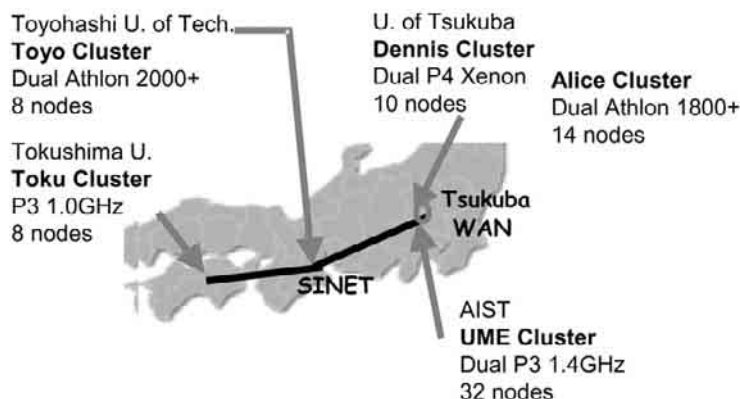 Toyohashi U. of Tech.
Toyo Cluster
Dual Athlon 2000+
8 nodes
U. of Tsukuba
Dennis Cluster
Dual P4 Xenon
10 nodes
Alice Cluster
Dual Athlon 1800+
14 nodes
Tokushima U.
Toku Cluster
P3 1.0GHz
8 nodes
Tsukuba
WAN
SINET
AIST
UME Cluster
Dual P3 1.4GHz
32 nodes